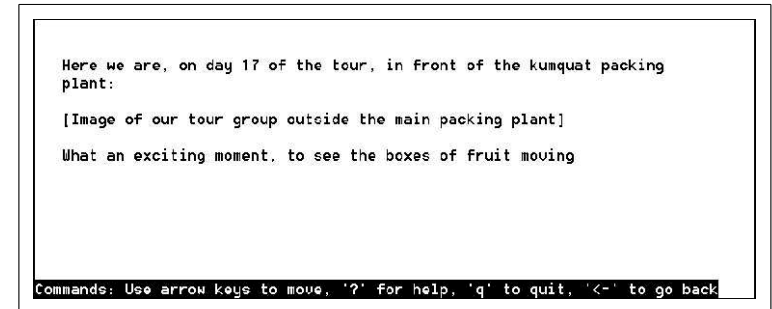 Here we are, on day 17 of the tour, in front of the kumquat packing
plant:
[Image of our tour group outside the main packing plant]
What an exciting moment, to see the boxes of fruit moving
Commands: Use arrow keys to move, '?' for help, 'q' to quit, '<-' to go back